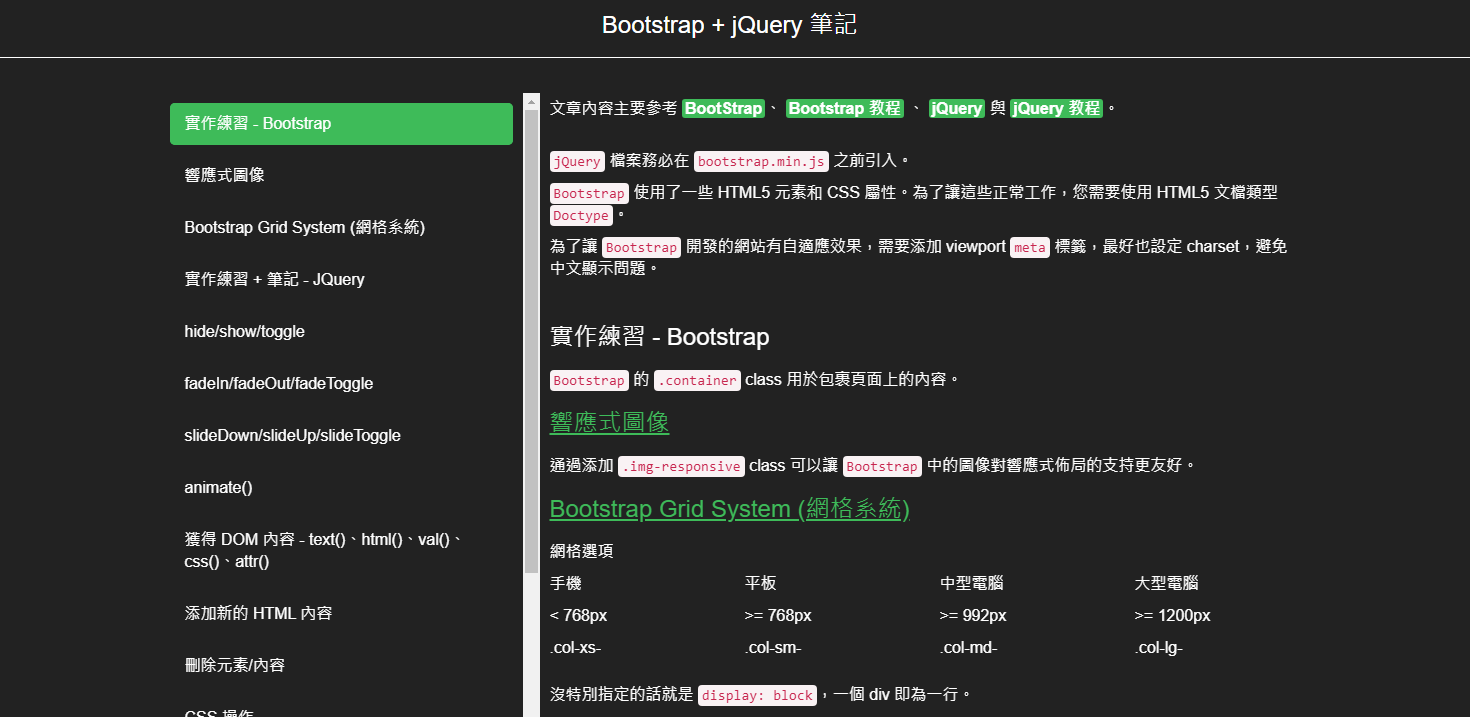 Bootstrap + jQuery 筆記
實作練習 - Bootstrap
響應式圖像
Bootstrap Grid System (網格系統)
實作練習 + 筆記 - JQuery
hide/show/toggle
fadeIn/fadeOut/fadeToggle
slideDown/slideUp/slideToggle
animate()
獲得 DOM 內容 - text()、html()、val()、
css()、attr()
添加新的 HTML 內容
刪除元素/內容
CSS 操作
文章內容主要參考 BootStrap、 Bootstrap 教程 、 jQuery 與 jQuery 教程。
jQuery 檔案務必在 bootstrap.min.js 之前引入。
Bootstrap 使用了一些 HTML5 元素和 CSS 屬性。為了讓這些正常工作，您需要使用 HTML5 文檔類型
Doctype 。
為了讓 Bootstrap 開發的網站有自適應效果，需要添加 viewport meta 標籤，最好也設定 charset，避免
中文顯示問題。
實作練習 - Bootstrap
Bootstrap 的 .container class 用於包裹頁面上的內容。
響應式圖像
通過添加 .img-responsive class 可以讓 Bootstrap 中的圖像對響應式佈局的支持更友好。
Bootstrap Grid System (網格系統)
網格選項
手機 平板 中型電腦 大型電腦
< 768px >= 768px >= 992px >= 1200px
.col-xs- .col-sm- .col-md- .col-lg-
沒特別指定的話就是 display: block，一個 div 即為一行。